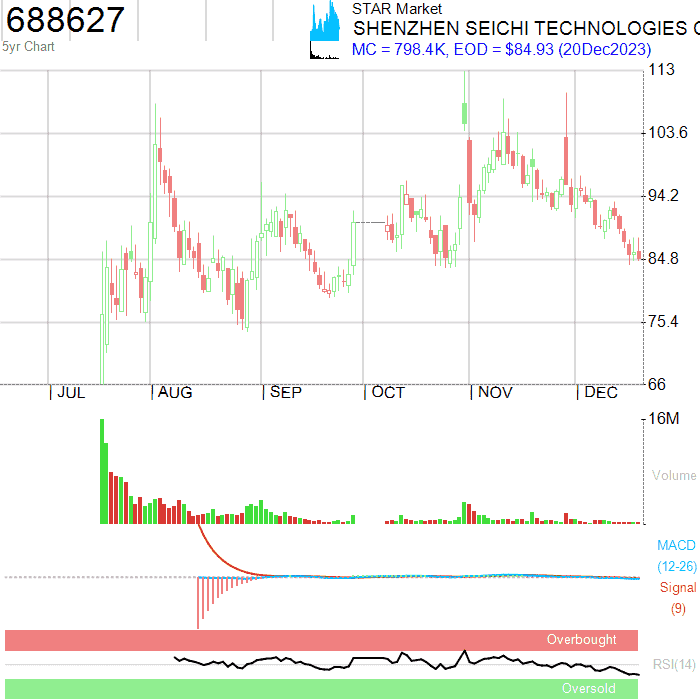 688627
STAR Market
SHENZHEN SEICHI TECHNOLOGIES C
5yr Chart
MC = 798.4K, EOD = $84.93 (20Dec2023)
113
103.6
94.2
84.8
75.4
66
JUL AUG SEP OCT NOV DEC
16M
Volume
MACD
(12-26)
Signal
(9)
Overbought
RSI(14)
Oversold